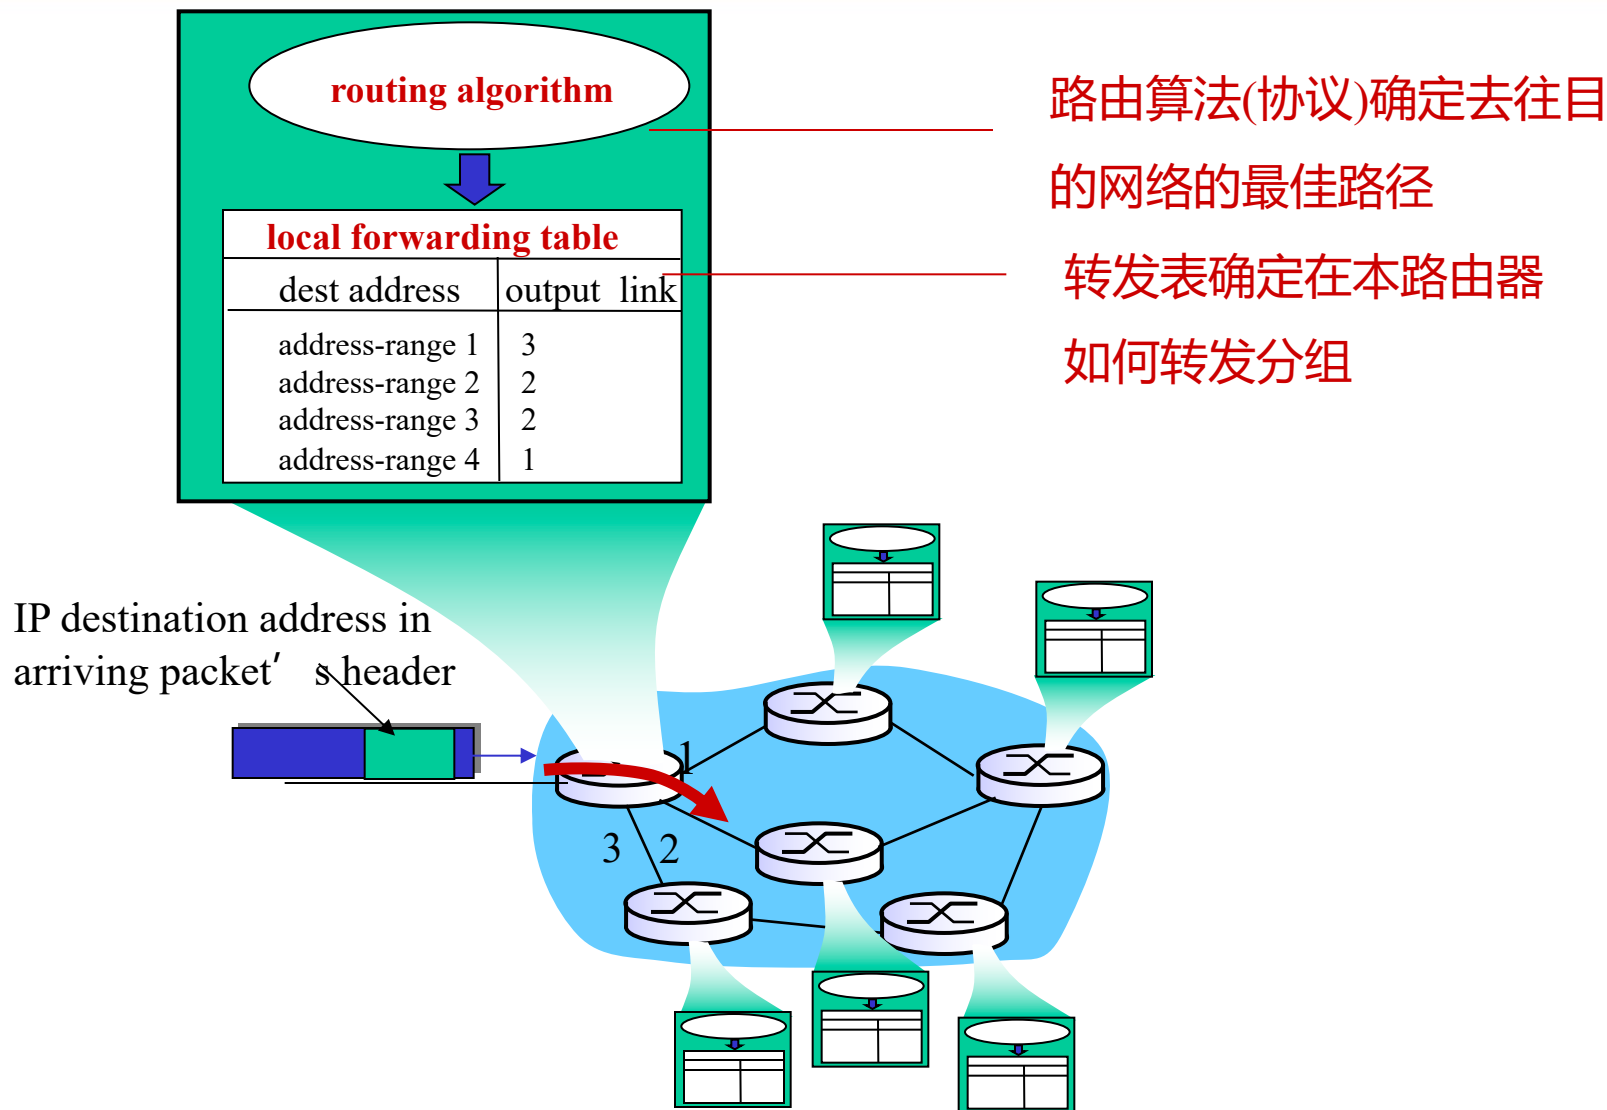 routing algorithm
路由算法(协议)确定去往目
的网络的最佳路径
local forwarding table
dest address output link
转发表确定在本路由器
如何转发分组
address-range 1 3
address-range 2 2
address-range 3 2
address-range 4 1
IP destination address in
arriving packet’ s header
1
3 2